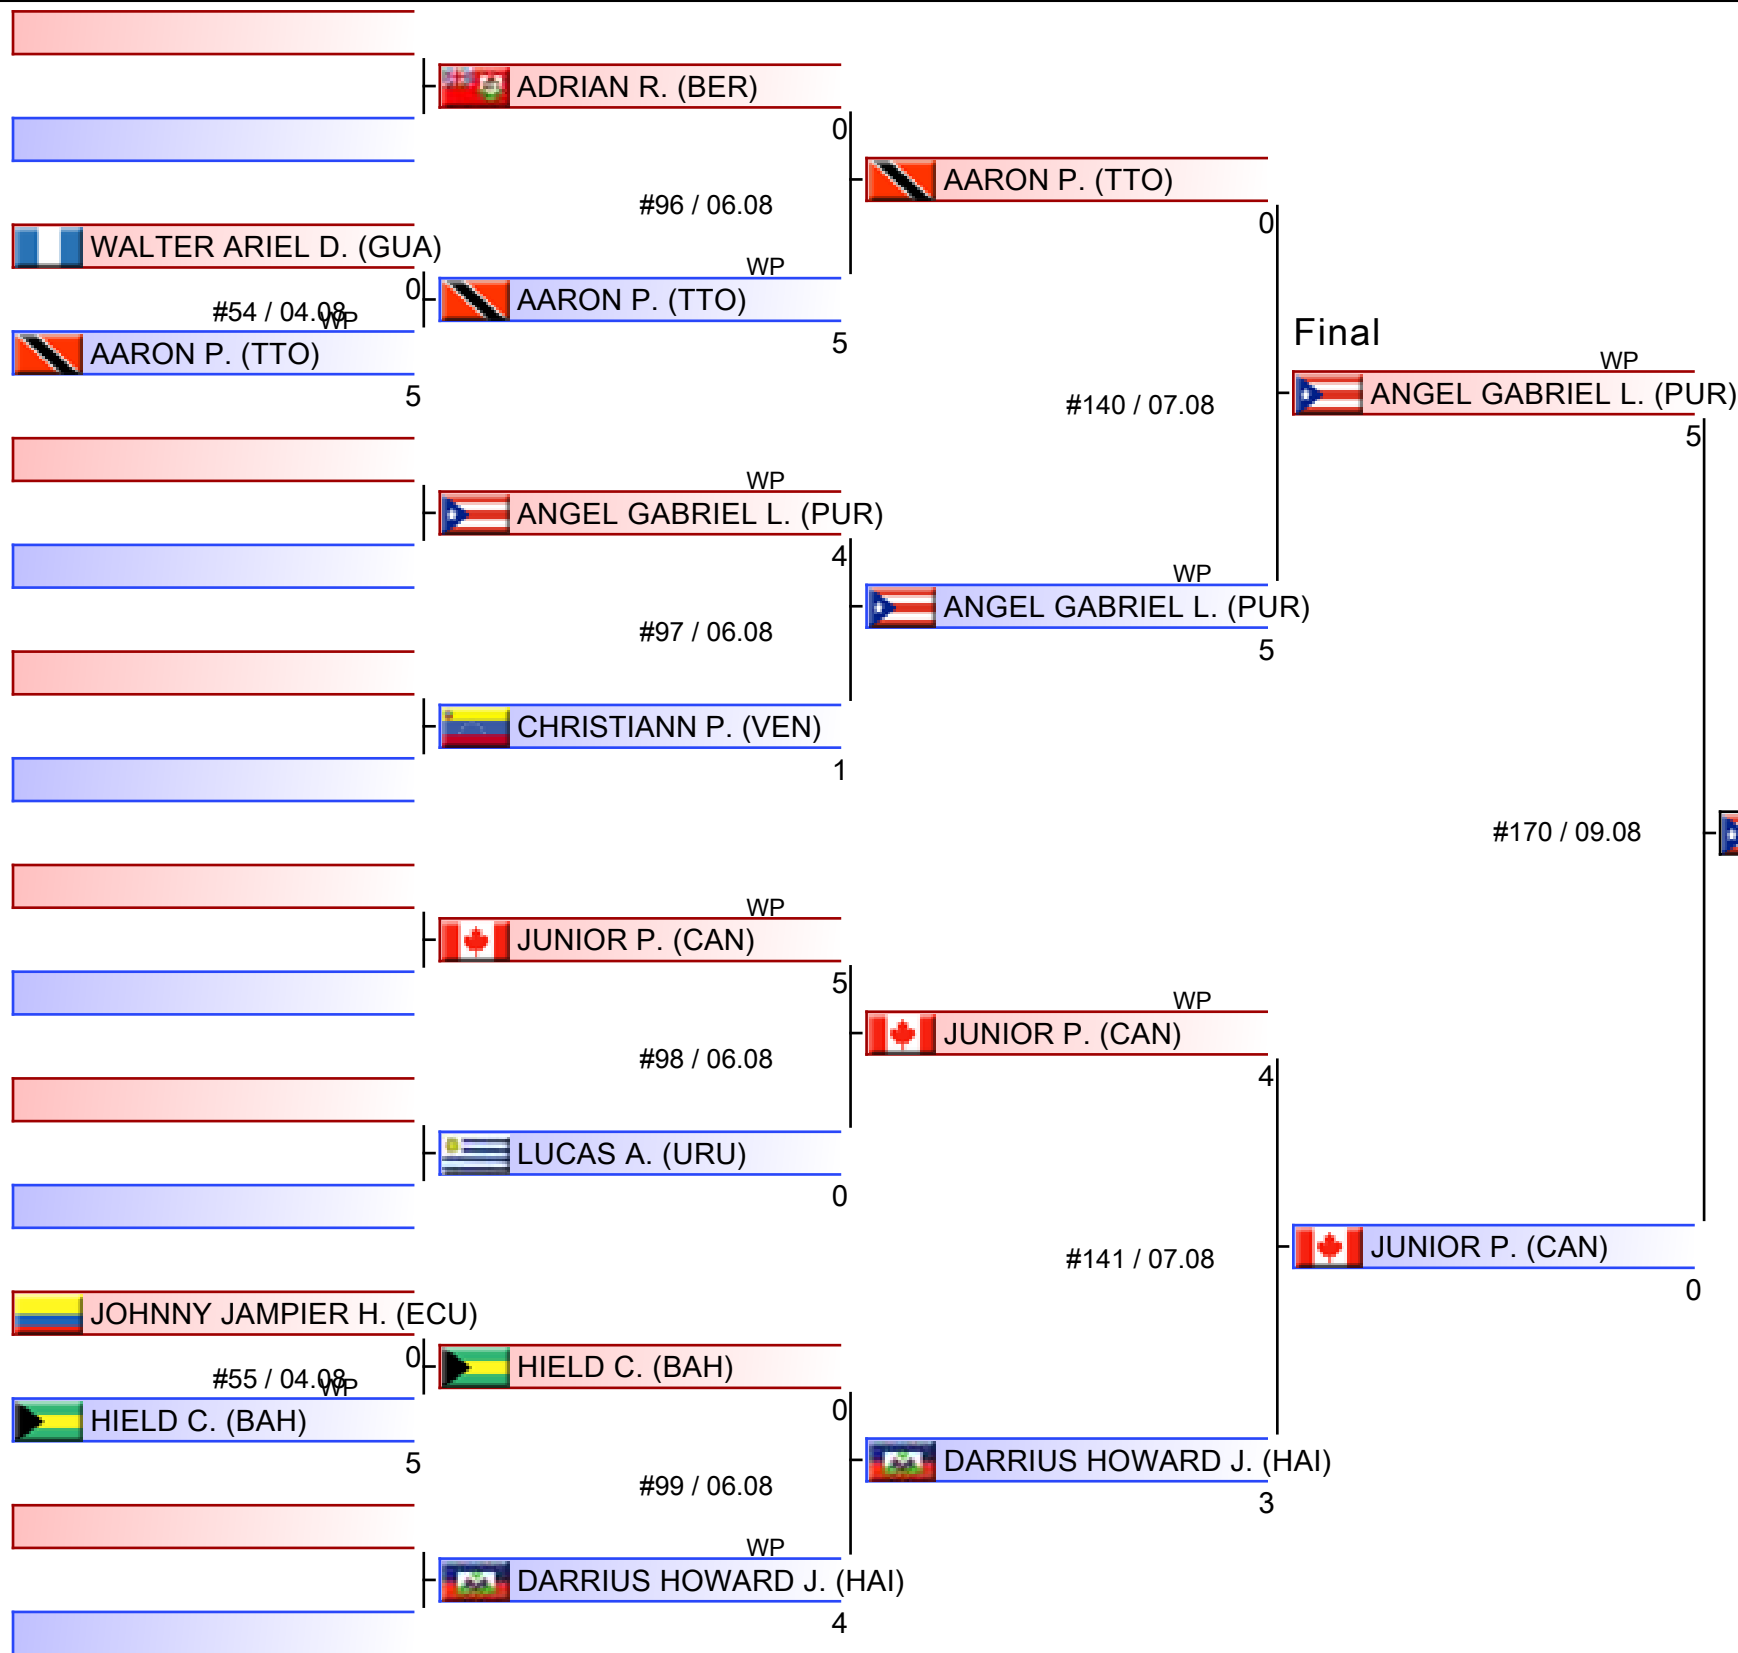 ADRIAN R. (BER)
0
#96 / 06.08
AARON P. (TTO)
0
WALTER ARIEL D. (GUA)
0
#54 / 04.08
WP
AARON P. (TTO)
5
WP
AARON P. (TTO)
5
Final
WP
ANGEL GABRIEL L. (PUR)
5
#140 / 07.08
WP
ANGEL GABRIEL L. (PUR)
4
WP
ANGEL GABRIEL L. (PUR)
5
#97 / 06.08
CHRISTIANN P. (VEN)
1
#170 / 09.08
WP
JUNIOR P. (CAN)
5
WP
JUNIOR P. (CAN)
4
#98 / 06.08
LUCAS A. (URU)
0
#141 / 07.08
JUNIOR P. (CAN)
0
JOHNNY JAMPIER H. (ECU)
0
#55 / 04.08
WP
HIELD C. (BAH)
5
HIELD C. (BAH)
0
DARRIUS HOWARD J. (HAI)
3
#99 / 06.08
WP
DARRIUS HOWARD J. (HAI)
4